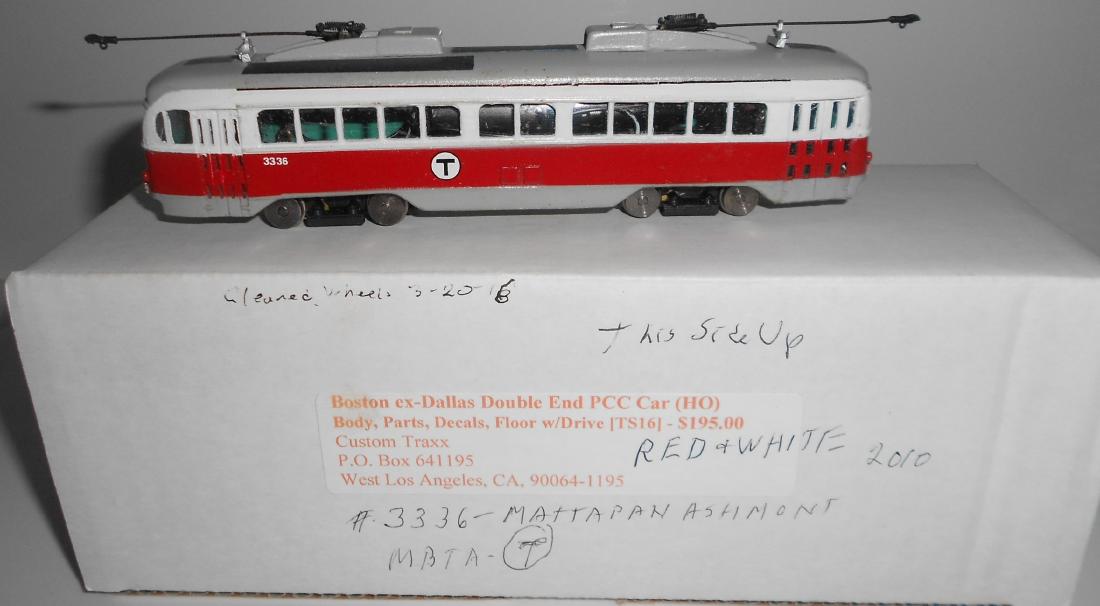 3336
T
Cleaned Wheels 3-20-16
This Side Up
Boston ex-Dallas Double End PCC Car (HO)
Body, Parts, Decals, Floor w/Drive [TS16] - $195.00
Custom Traxx
P.O. Box 641195
West Los Angeles, CA, 90064-1195
RED & WHITE 2010
#.3336- MATTAPAN ASHMONT
MBTA- T